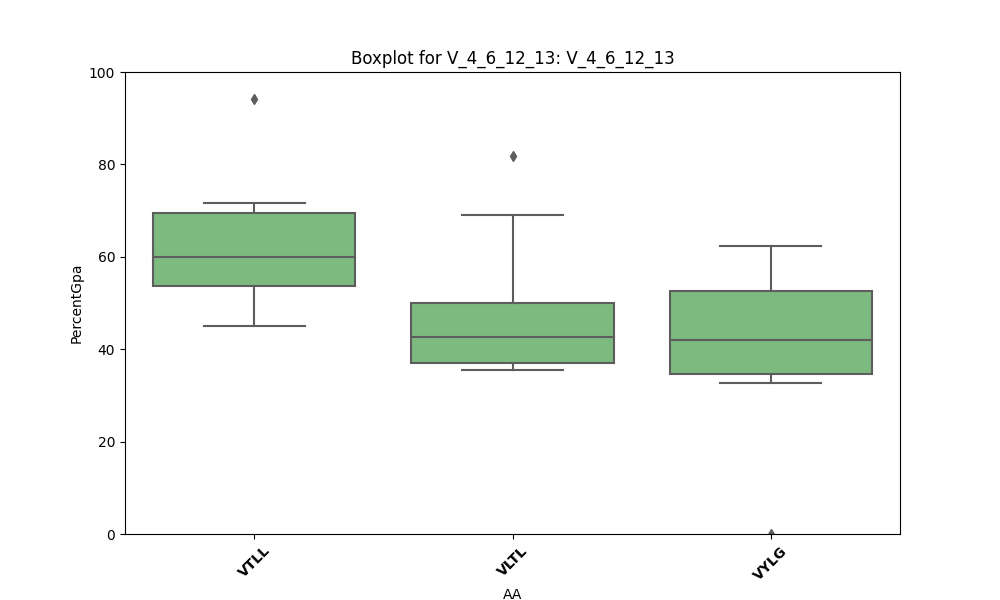 Boxplot for V_4_6_12_13: V_4_6_12_13
100
80
60
40
20
0
PercentGpa
VTLL
VLTL
VYLG
AA